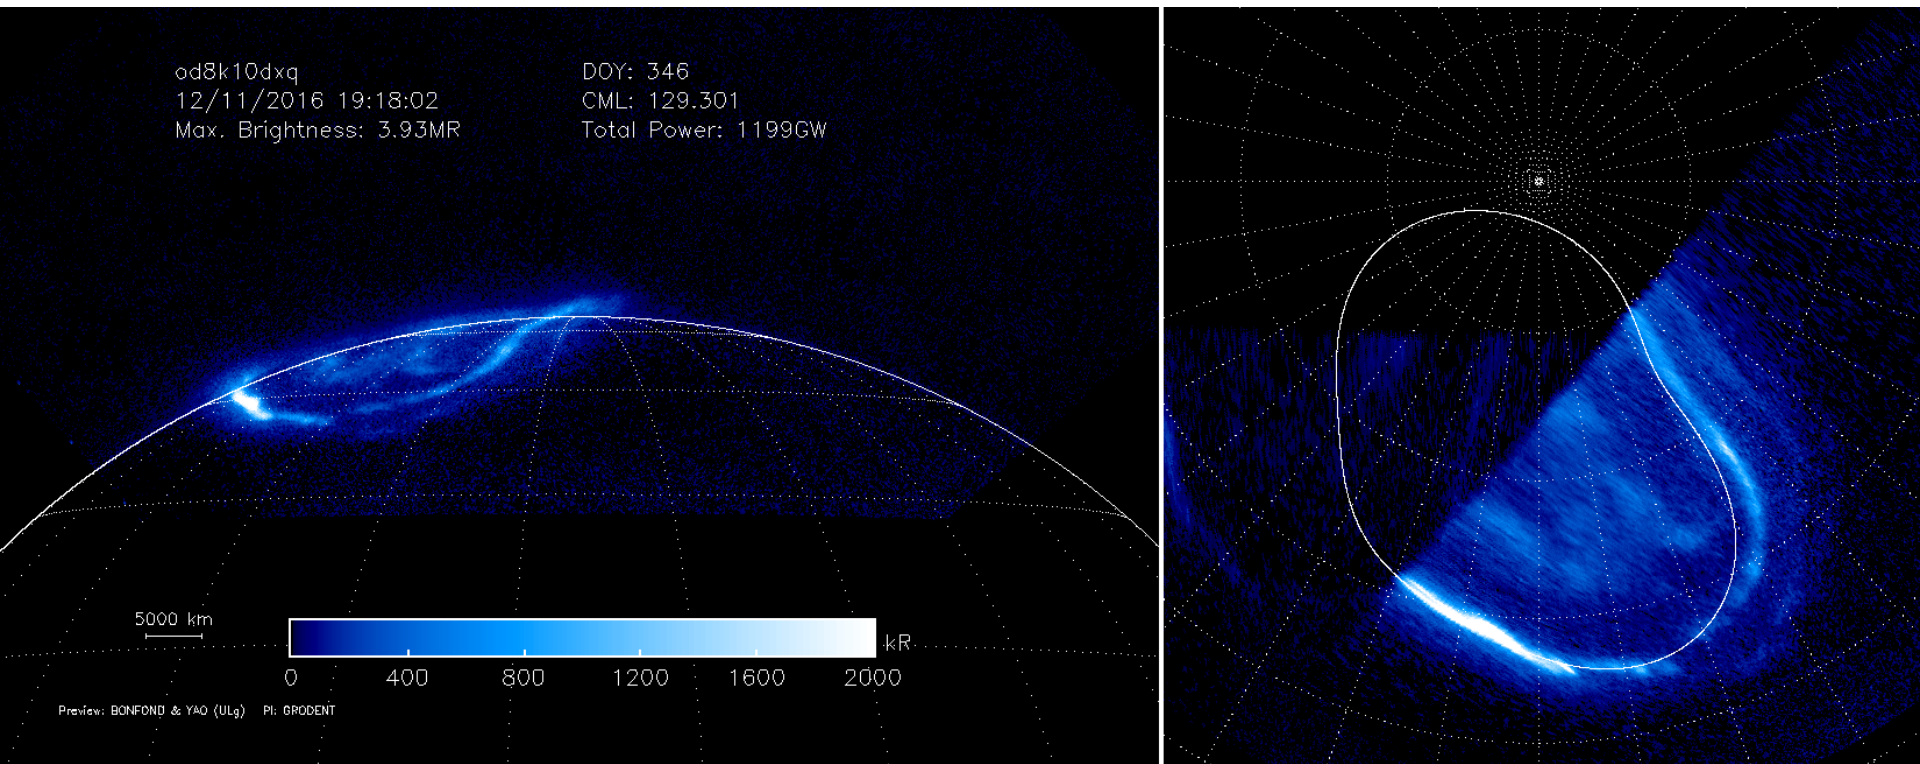 od8k10dxq
12/11/2016 19:18:02
Max. Brightness: 3.93MR
DOY: 346
CML: 129.301
Total Power: 1199GW
5000 km
kR
0 400 800 1200 1600 2000
Preview: BONFOND & YAO (ULg) PI: GRODENT